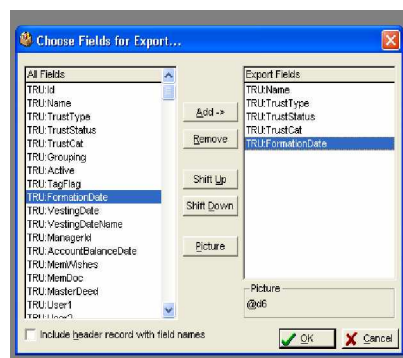 Choose Fields for Export...
All Fields
TRU:Id
TRU:Name
TRU:TrustType
TRU:TrustStatus
TRU:TrustCat
TRU:Grouping
TRU:Active
TRU:TagFlag
TRU:FormationDate
TRU:VestingDate
TRU:VestingDateName
TRU:ManagerId
TRU:AccountBalanceDate
TRU:MemWishes
TRU:MemDoc
TRU:MasterDeed
TRU:User1
TRU:User2
Add ->
Remove
Shift Up
Shift Down
Picture
Export Fields
TRU:Name
TRU:TrustType
TRU:TrustStatus
TRU:TrustCat
TRU:FormationDate
Picture
@d6
Include header record with field names
OK
Cancel